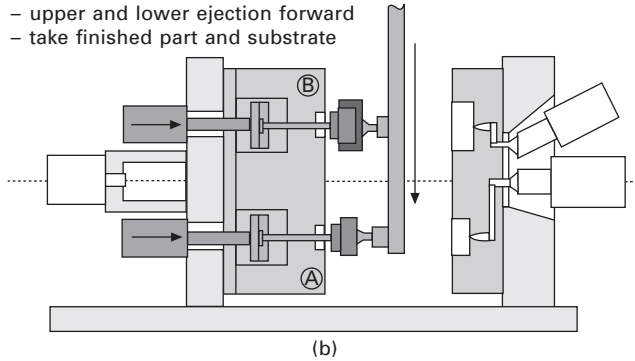 – upper and lower ejection forward
– take finished part and substrate
B
A
(b)